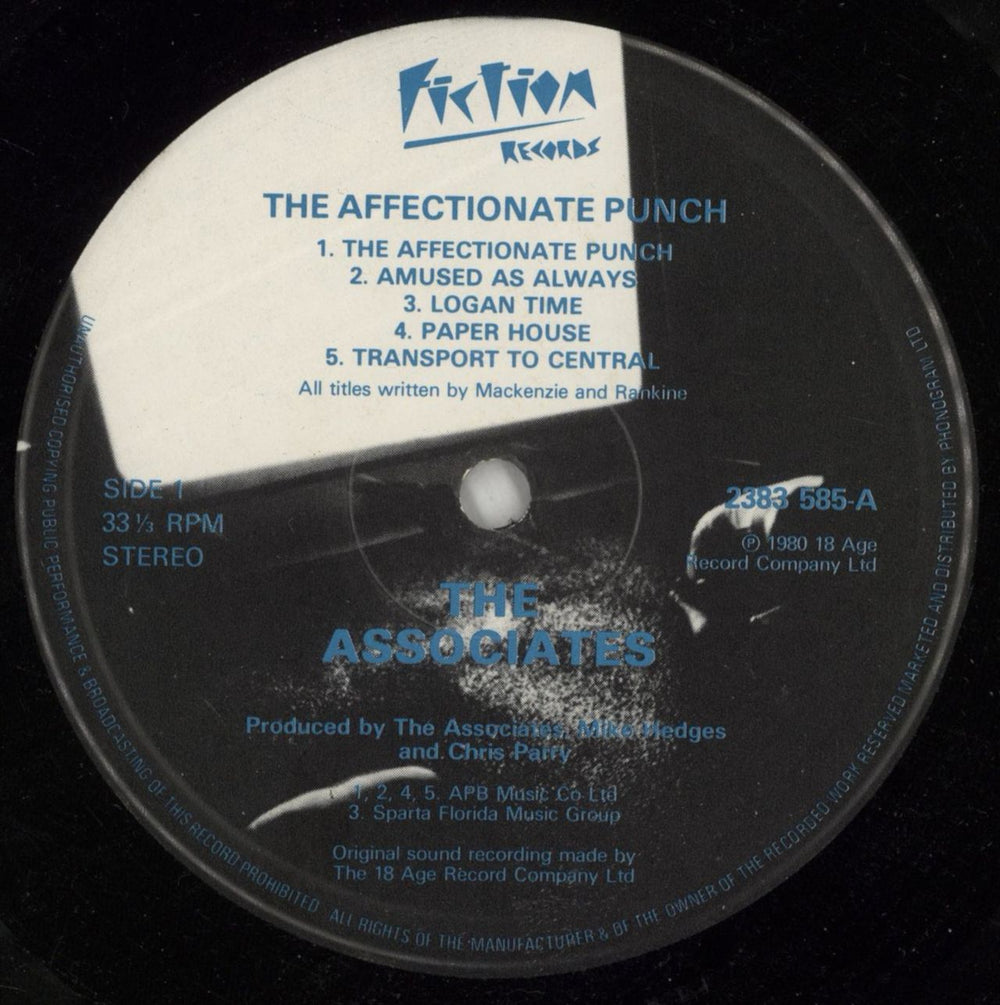 Fiction
RECORDS
THE AFFECTIONATE PUNCH
1. THE AFFECTIONATE PUNCH
2. AMUSED AS ALWAYS
3. LOGAN TIME
4. PAPER HOUSE
5. TRANSPORT TO CENTRAL
All titles written by Mackenzie and Rankine
SIDE 1
33⅓ RPM
STEREO
2383 585-A
Ⓟ 1980 18 Age
Record Company Ltd
THE
ASSOCIATES
Produced by The Associates, Mike Hedges
and Chris Parry
1, 2, 4, 5. APB Music Co Ltd
3. Sparta Florida Music Group
Original sound recording made by
The 18 Age Record Company Ltd
UNAUTHORISED COPYING PUBLIC PERFORMANCE & BROADCASTING OF THIS RECORD PROHIBITED ALL RIGHTS OF THE MANUFACTURER & OF THE OWNER OF THE RECORDED WORK RESERVED MARKETED AND DISTRIBUTED BY PHONOGRAM LTD